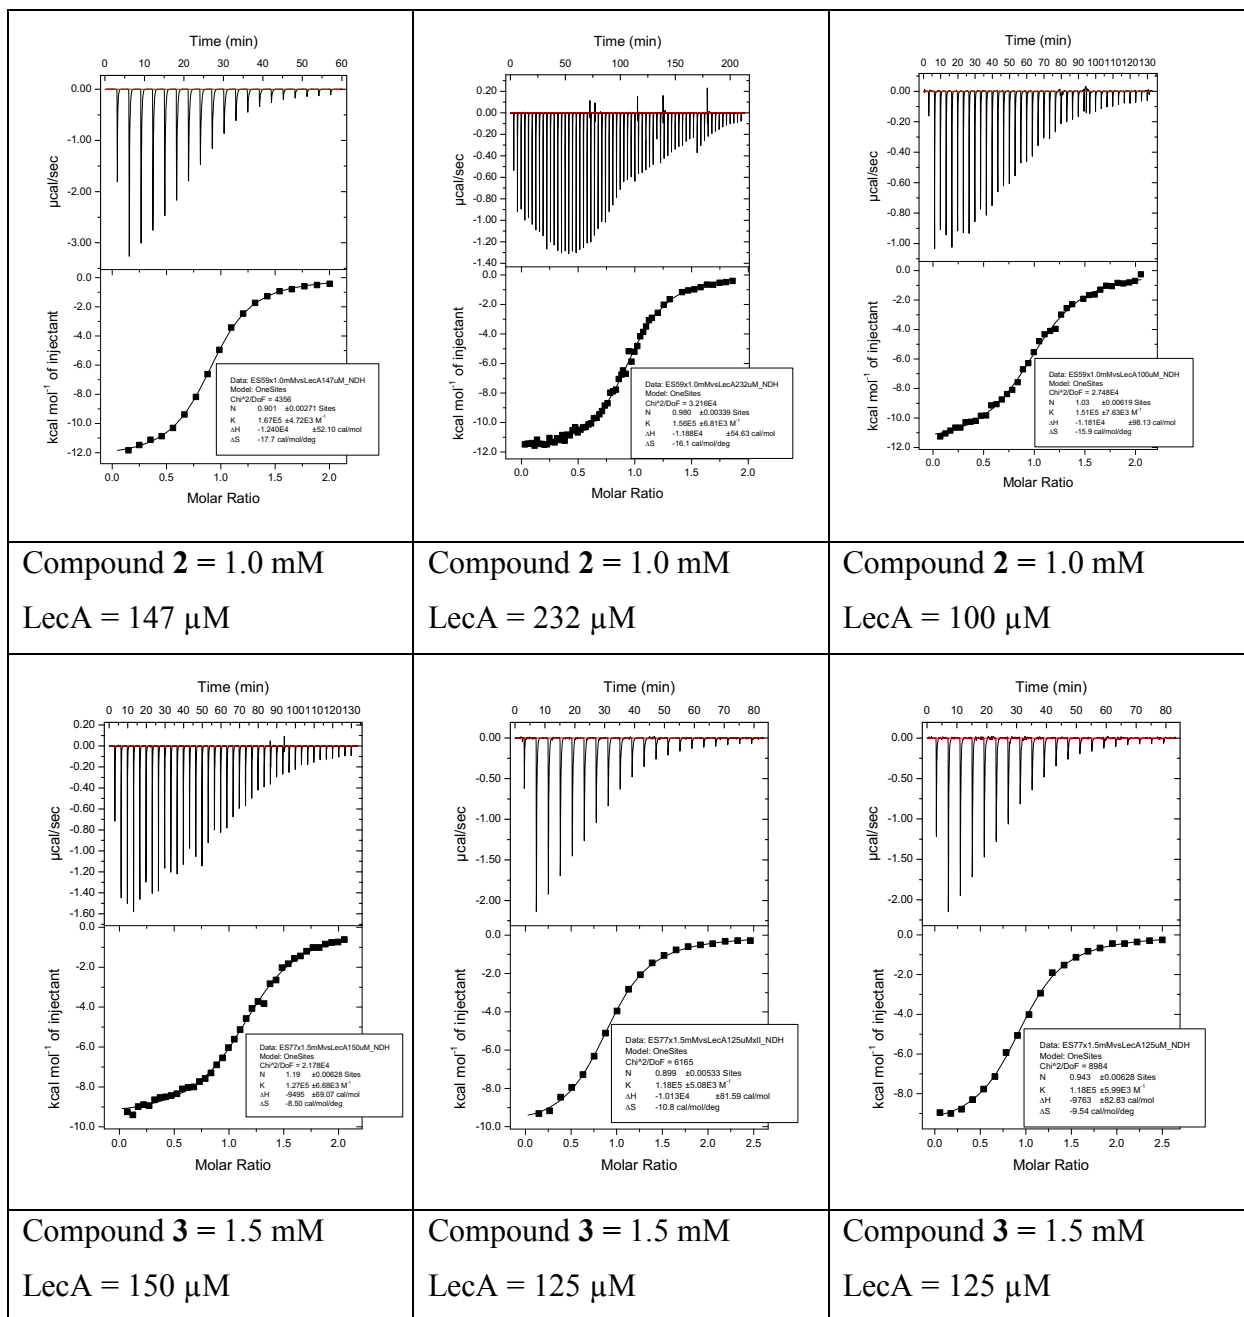 Time (min)
0 10 20 30 40 50 60
0.00
-1.00
-2.00
-3.00
µcal/sec
0.0
-2.0
-4.0
-6.0
-8.0
-10.0
-12.0
kcal mol⁻¹ of injectant
Data: ES59x1.0mMvsLecA147uM_NDH
Model: OneSites
Chi^2/DoF = 4356
N 0.901 ±0.00271 Sites
K 1.67E5 ±4.72E3 M⁻¹
ΔH -1.240E4 ±52.10 cal/mol
ΔS -17.7 cal/mol/deg
0.0 0.5 1.0 1.5 2.0
Molar Ratio
Compound 2 = 1.0 mM
LecA = 147 µM
Time (min)
0 50 100 150 200
0.20
0.00
-0.20
-0.40
-0.60
-0.80
-1.00
-1.20
-1.40
µcal/sec
0.0
-2.0
-4.0
-6.0
-8.0
-10.0
-12.0
kcal mol⁻¹ of injectant
Data: ES59x1.0mMvsLecA232uM_NDH
Model: OneSites
Chi^2/DoF = 3.216E4
N 0.980 ±0.00339 Sites
K 1.56E5 ±6.81E3 M⁻¹
ΔH -1.188E4 ±54.63 cal/mol
ΔS -16.1 cal/mol/deg
0.0 0.5 1.0 1.5 2.0
Molar Ratio
Compound 2 = 1.0 mM
LecA = 232 µM
Time (min)
0 10 20 30 40 50 60 70 80 90 100 110 120 130
0.00
-0.20
-0.40
-0.60
-0.80
-1.00
µcal/sec
0.0
-2.0
-4.0
-6.0
-8.0
-10.0
-12.0
kcal mol⁻¹ of injectant
Data: ES59x1.0mMvsLecA100uM_NDH
Model: OneSites
Chi^2/DoF = 2.748E4
N 1.03 ±0.00619 Sites
K 1.51E5 ±7.63E3 M⁻¹
ΔH -1.181E4 ±98.13 cal/mol
ΔS -15.9 cal/mol/deg
0.0 0.5 1.0 1.5 2.0
Molar Ratio
Compound 2 = 1.0 mM
LecA = 100 µM
Time (min)
0 10 20 30 40 50 60 70 80 90 100 110 120 130
0.20
0.00
-0.20
-0.40
-0.60
-0.80
-1.00
-1.20
-1.40
-1.60
µcal/sec
0.0
-2.0
-4.0
-6.0
-8.0
-10.0
kcal mol⁻¹ of injectant
Data: ES77x1.5mMvsLecA150uM_NDH
Model: OneSites
Chi^2/DoF = 2.178E4
N 1.19 ±0.00628 Sites
K 1.27E5 ±6.68E3 M⁻¹
ΔH -9495 ±69.07 cal/mol
ΔS -8.50 cal/mol/deg
0.0 0.5 1.0 1.5 2.0
Molar Ratio
Compound 3 = 1.5 mM
LecA = 150 µM
Time (min)
0 10 20 30 40 50 60 70 80
0.00
-0.50
-1.00
-1.50
-2.00
µcal/sec
0.0
-2.0
-4.0
-6.0
-8.0
-10.0
kcal mol⁻¹ of injectant
Data: ES77x1.5mMvsLecA125uMxII_NDH
Model: OneSites
Chi^2/DoF = 6165
N 0.899 ±0.00533 Sites
K 1.18E5 ±5.08E3 M⁻¹
ΔH -1.013E4 ±81.59 cal/mol
ΔS -10.8 cal/mol/deg
0.0 0.5 1.0 1.5 2.0 2.5
Molar Ratio
Compound 3 = 1.5 mM
LecA = 125 µM
Time (min)
0 10 20 30 40 50 60 70 80
0.00
-0.50
-1.00
-1.50
-2.00
µcal/sec
0.0
-2.0
-4.0
-6.0
-8.0
kcal mol⁻¹ of injectant
Data: ES77x1.5mMvsLecA125uM_NDH
Model: OneSites
Chi^2/DoF = 8984
N 0.943 ±0.00628 Sites
K 1.18E5 ±5.99E3 M⁻¹
ΔH -9763 ±82.83 cal/mol
ΔS -9.54 cal/mol/deg
0.0 0.5 1.0 1.5 2.0 2.5
Molar Ratio
Compound 3 = 1.5 mM
LecA = 125 µM